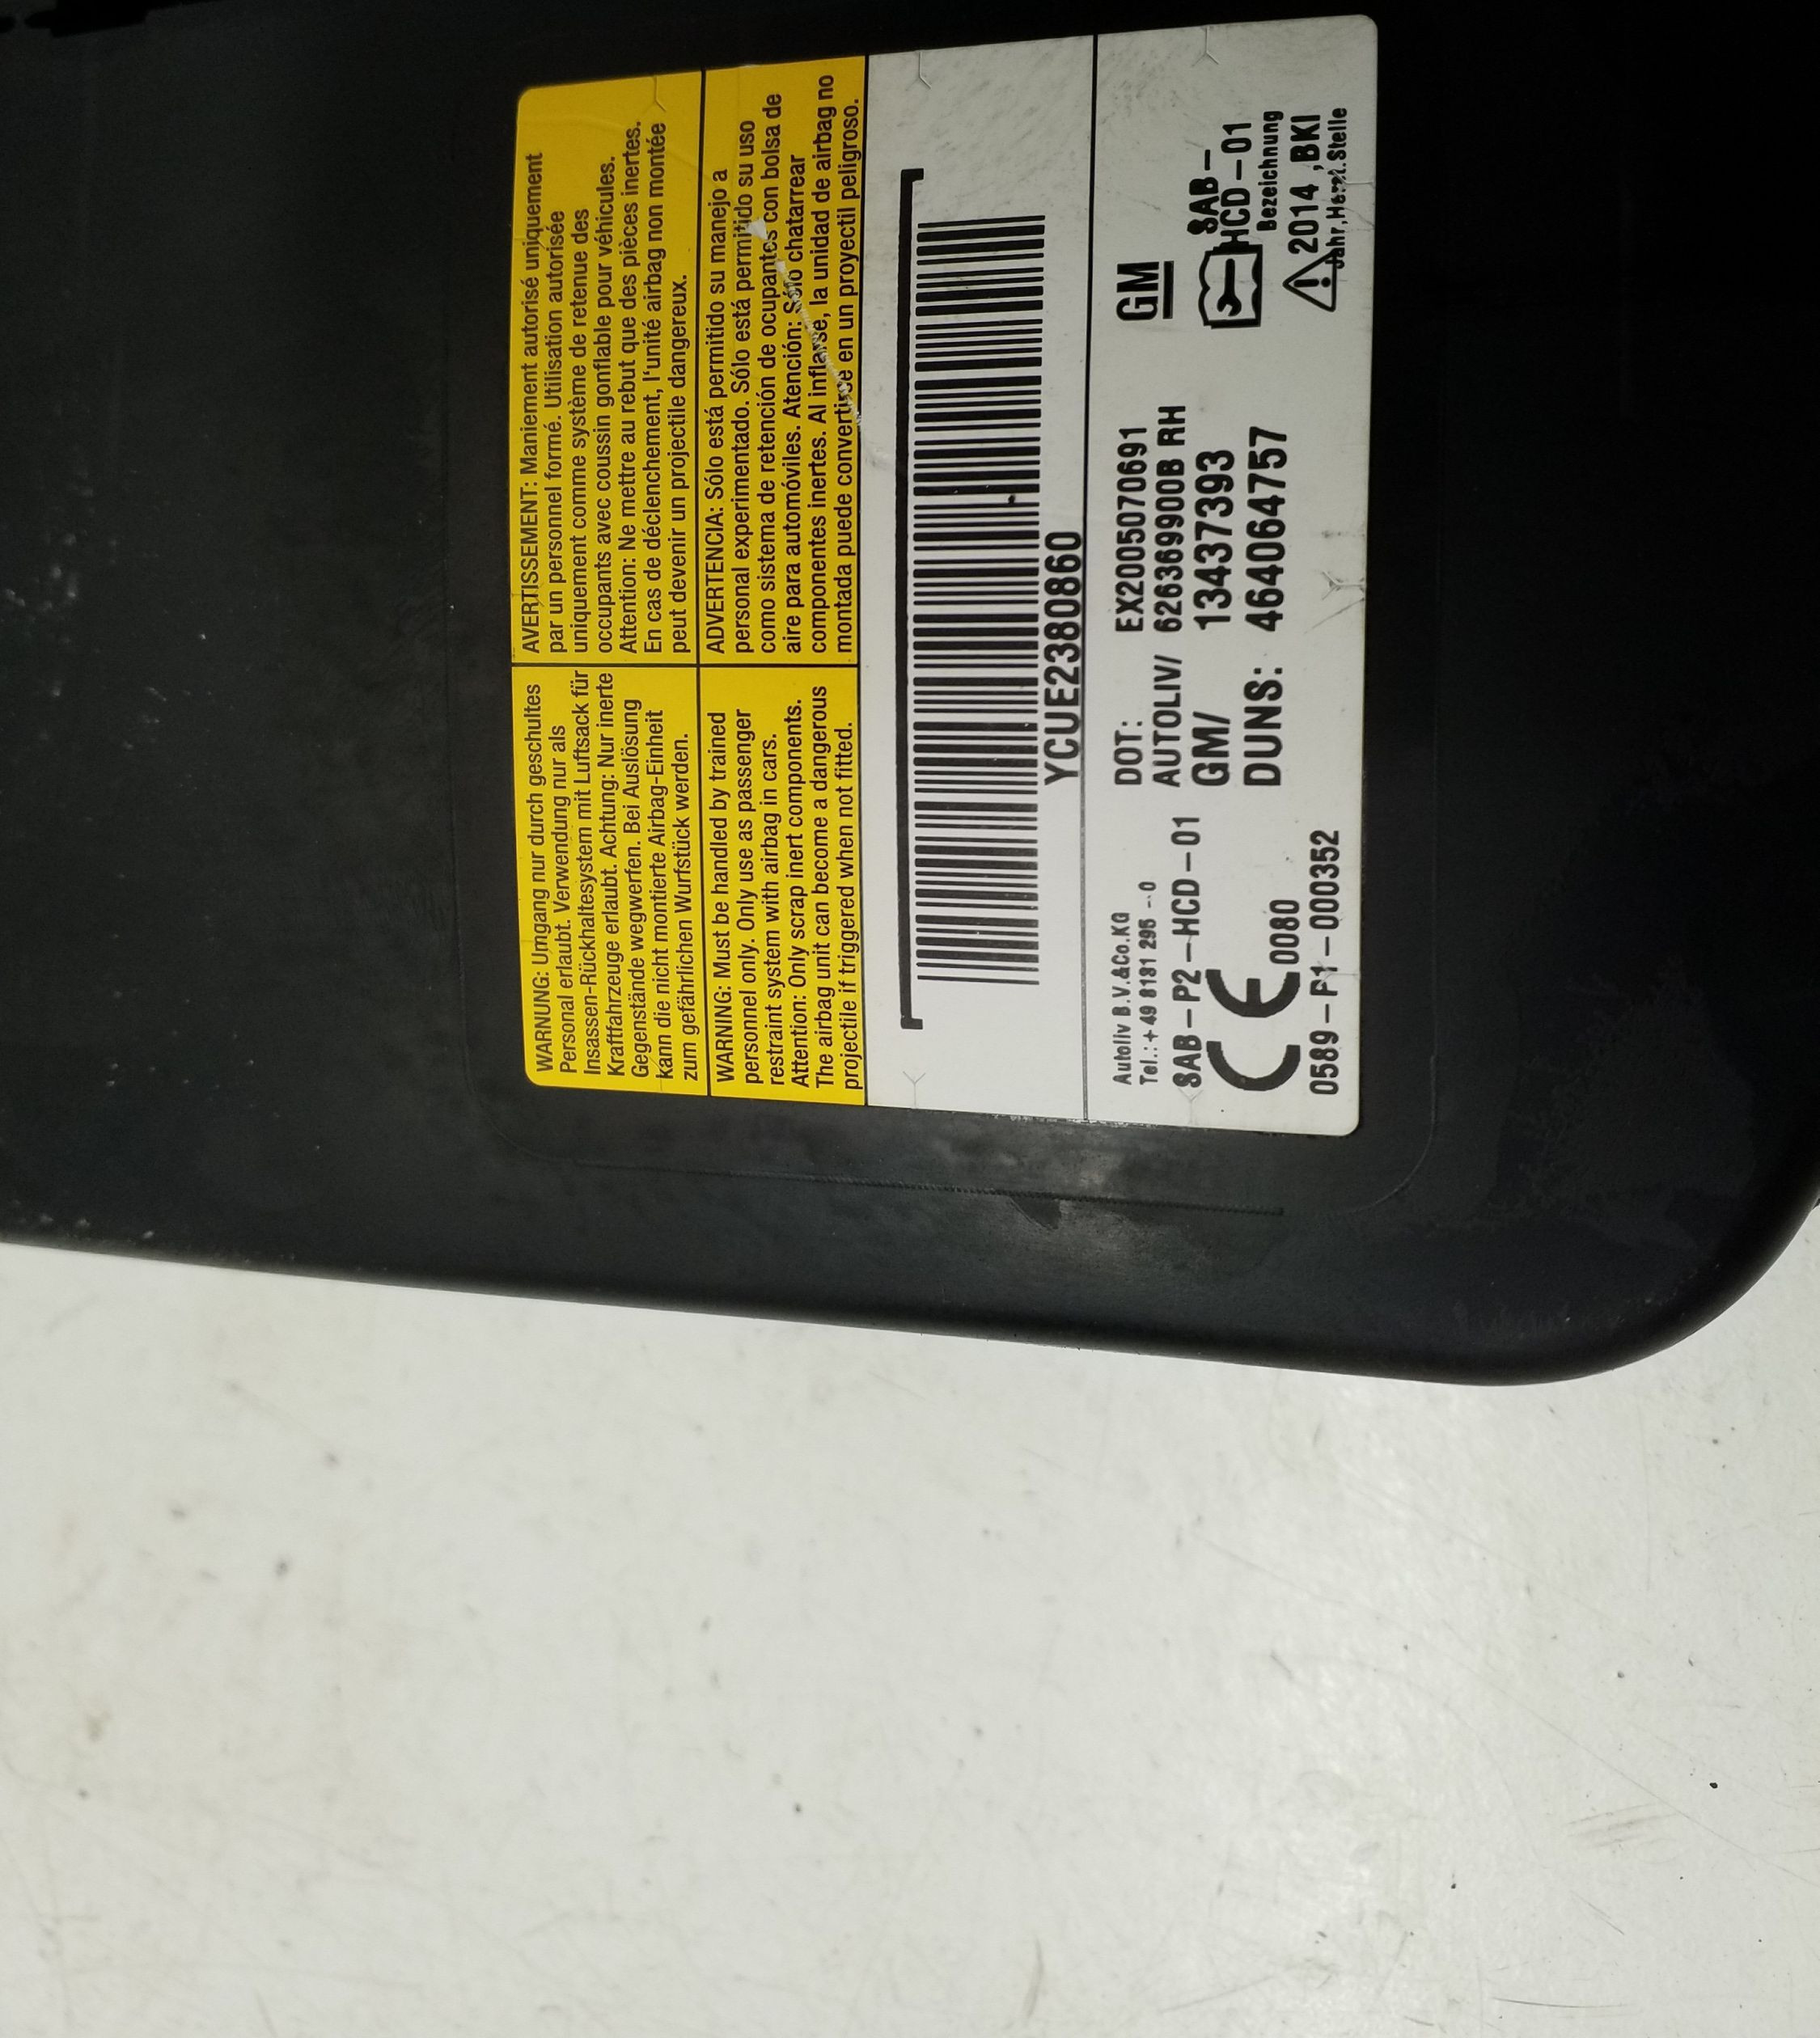 WARNUNG: Umgang nur durch geschultes
Personal erlaubt. Verwendung nur als
Insassen-Rückhaltesystem mit Luftsack für
Kraftfahrzeuge erlaubt. Achtung: Nur inerte
Gegenstände wegwerfen. Bei Auslösung
kann die nicht montierte Airbag-Einheit
zum gefährlichen Wurfstück werden.
AVERTISSEMENT: Maniement autorisé uniquement
par un personnel formé. Utilisation autorisée
uniquement comme système de retenue des
occupants avec coussin gonflable pour véhicules.
Attention: Ne mettre au rebut que des pièces inertes.
En cas de déclenchement, l'unité airbag non montée
peut devenir un projectile dangereux.
WARNING: Must be handled by trained
personnel only. Only use as passenger
restraint system with airbag in cars.
Attention: Only scrap inert components.
The airbag unit can become a dangerous
projectile if triggered when not fitted.
ADVERTENCIA: Sólo está permitido su manejo a
personal experimentado. Sólo está permitido su uso
como sistema de retención de ocupantes con bolsa de
aire para automóviles. Atención: Sólo chatarrear
componentes inertes. Al inflarse, la unidad de airbag no
montada puede convertirse en un proyectil peligroso.
YCUE2380860
Autoliv B.V.&Co.KG
Tel.:+49 8131 295 -0
SAB-P2-HCD-01
CE 0080
0589-F1-000352
DOT: EX2005070691
AUTOLIV/ 626369900B RH
GM/ 13437393
DUNS: 464064757
GM
SAB-
HCD-01
Bezeichnung
2014 ,BKI
Jahr,Herst.Stelle